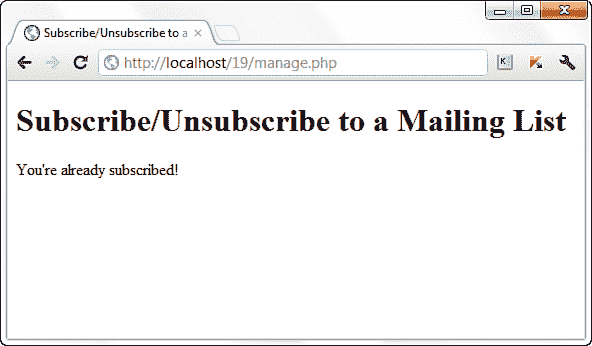 Subscribe/Unsubscribe to a
http://localhost/19/manage.php
K
Subscribe/Unsubscribe to a Mailing List
You're already subscribed!